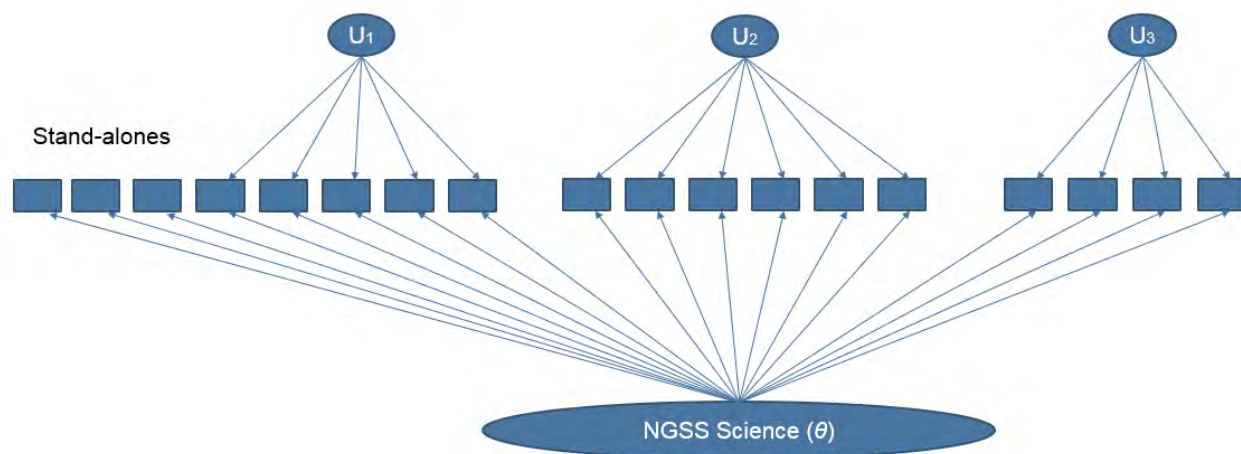 U₁
U₂
U₃
Stand-alones
NGSS Science (θ)